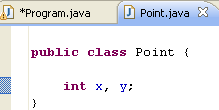 *Program.java Point.java
public class Point {
int x, y;
}